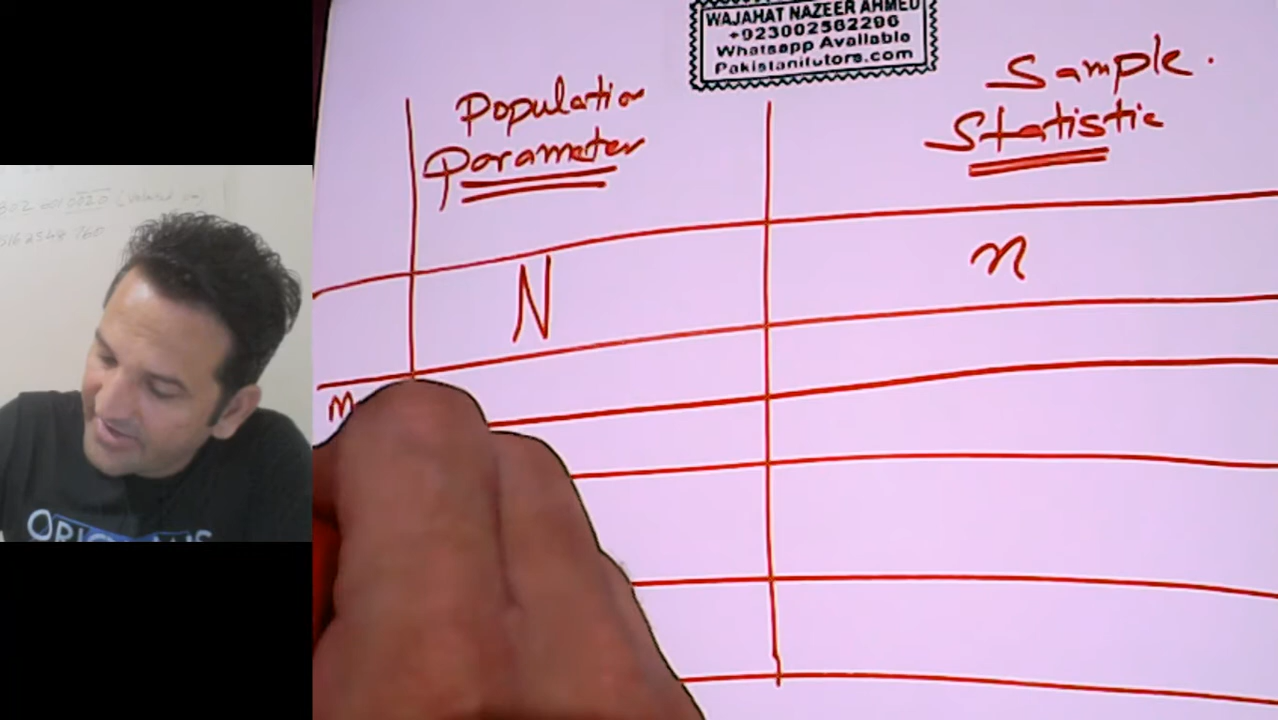 WAJAHAT NAZEER AHMED
+923002562296
Whatsapp Available
Pakistanitutors.com
Population
Parameter
Sample.
Statistic
N
n
m